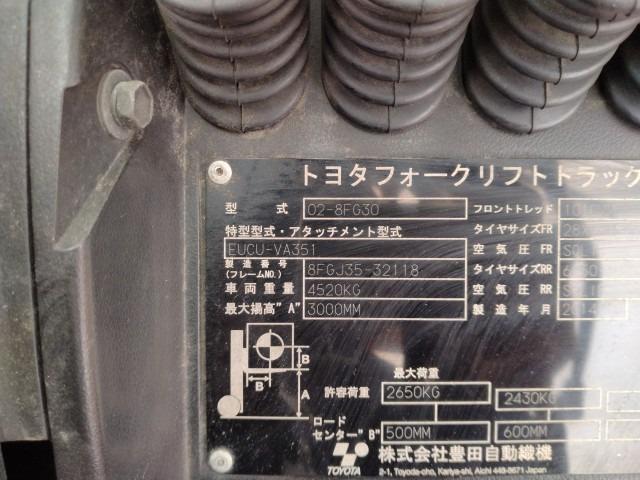 トヨタフォークリフトトラック
型 式 02-8FG30 フロントトレッド
特型型式・アタッチメント型式 タイヤサイズFR
EUCU-VA351 空気圧 FR
製造番号 (フレームNO.) 8FGJ35-32118 タイヤサイズRR
車両重量 4520KG 空気圧 RR
最大揚高"A" 3000MM 製造年月
B
B
A
最大荷重
許容荷重 2650KG 2430KG
ロード
センター"B" 500MM 600MM
TOYOTA 株式会社豊田自動織機
2-1, Toyoda-cho, Kariya-shi, Aichi 448-8671 Japan